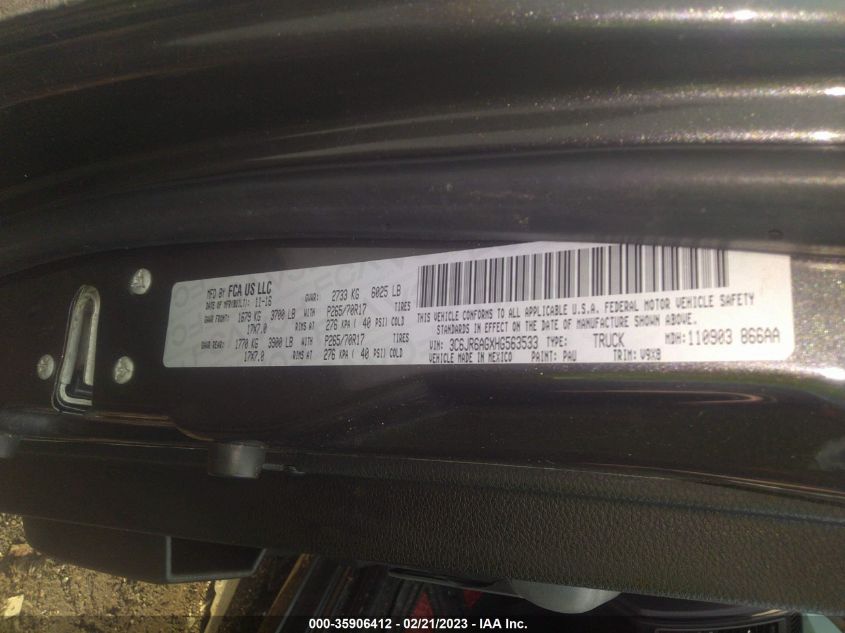 MFD BY FCA US LLC
DATE OF MFR(BUILT): 11-16 GVWR: 2733 KG 6025 LB
GAWR FRONT: 1679 KG 3700 LB WITH P265/70R17 TIRES
17X7.0 RIMS AT 276 KPA ( 40 PSI) COLD
GAWR REAR: 1770 KG 3900 LB WITH P265/70R17 TIRES
17X7.0 RIMS AT 276 KPA ( 40 PSI) COLD
THIS VEHICLE CONFORMS TO ALL APPLICABLE U.S.A. FEDERAL MOTOR VEHICLE SAFETY
STANDARDS IN EFFECT ON THE DATE OF MANUFACTURE SHOWN ABOVE.
VIN: 3C6JR6AGXHG563533 TYPE: TRUCK MDH: 110903 866AA
VEHICLE MADE IN MEXICO PAINT: PAU TRIM: V9X8
000-35906412 - 02/21/2023 - IAA Inc.